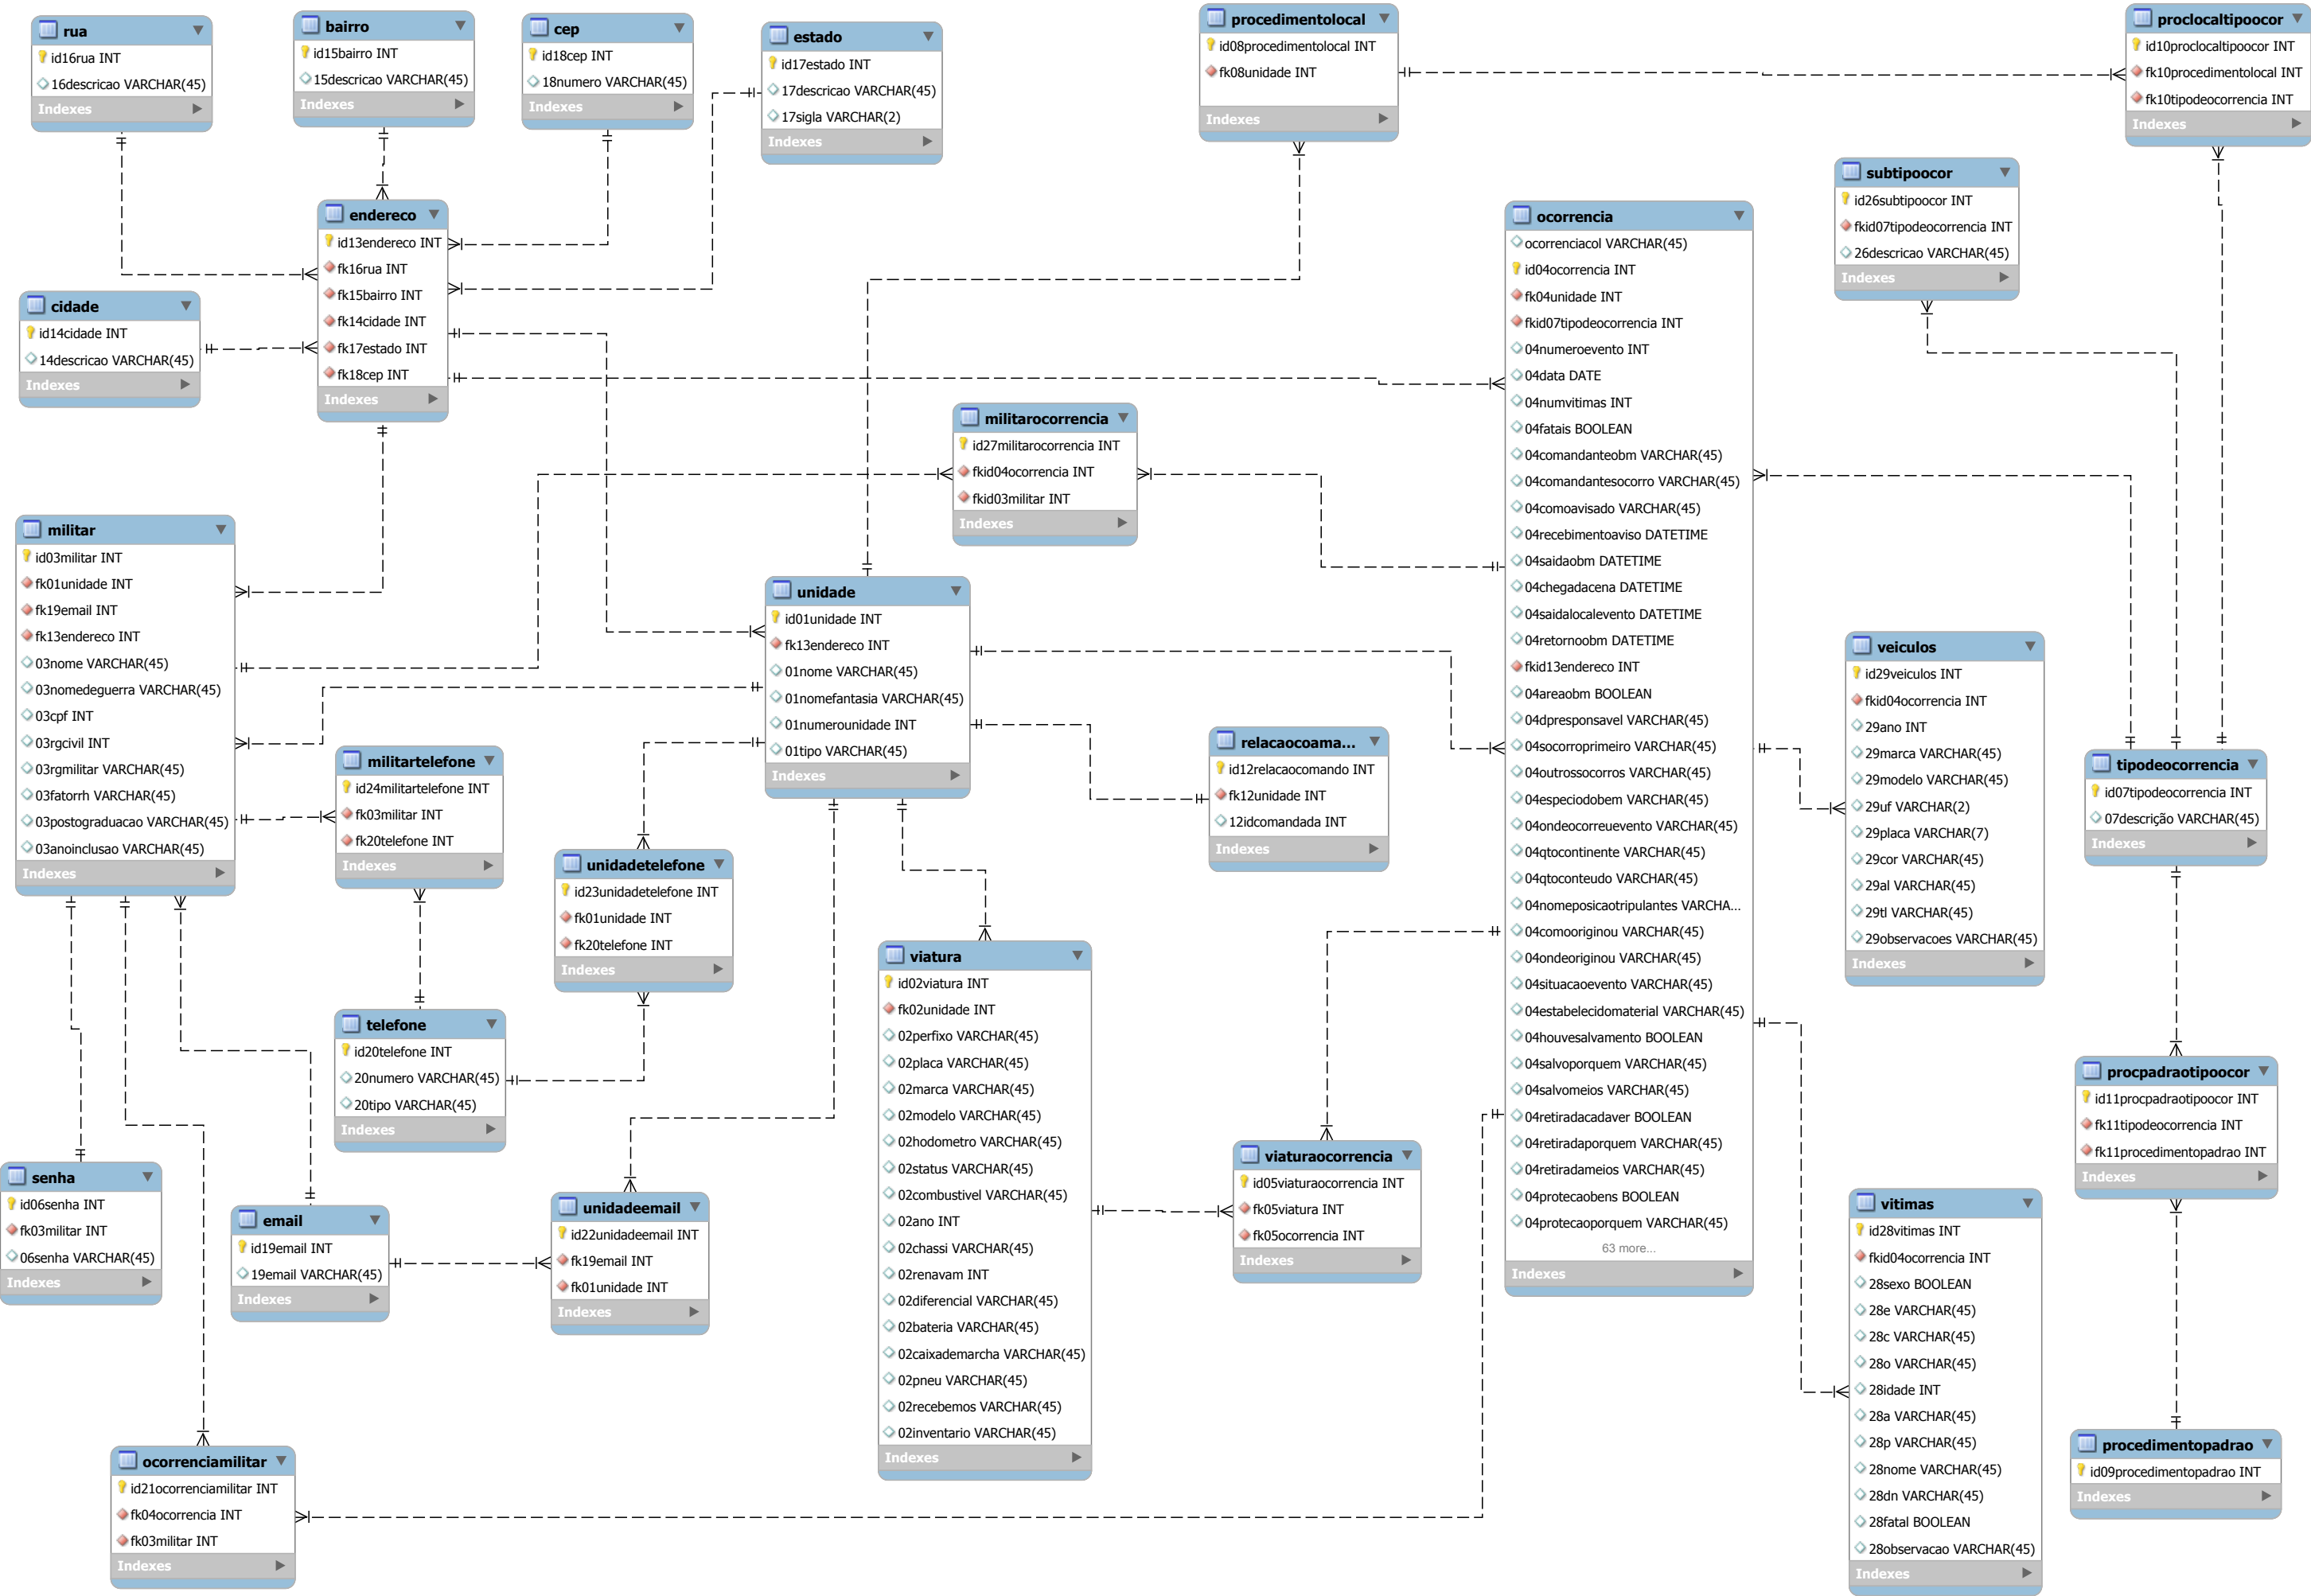 rua
id16rua INT
16descricao VARCHAR(45)
Indexes
bairro
id15bairro INT
15descricao VARCHAR(45)
Indexes
cep
id18cep INT
18numero VARCHAR(45)
Indexes
estado
id17estado INT
17descricao VARCHAR(45)
17sigla VARCHAR(2)
Indexes
procedimentolocal
id08procedimentolocal INT
fk08unidade INT
Indexes
proclocaltipoocor
id10proclocaltipoocor INT
fk10procedimentolocal INT
fk10tipodeocorrencia INT
Indexes
subtipoocor
id26subtipoocor INT
fkid07tipodeocorrencia INT
26descricao VARCHAR(45)
Indexes
endereco
id13endereco INT
fk16rua INT
fk15bairro INT
fk14cidade INT
fk17estado INT
fk18cep INT
Indexes
cidade
id14cidade INT
14descricao VARCHAR(45)
Indexes
ocorrencia
ocorrenciacol VARCHAR(45)
id04ocorrencia INT
fk04unidade INT
fkid07tipodeocorrencia INT
04numeroevento INT
04data DATE
04numvitimas INT
04fatais BOOLEAN
04comandanteobm VARCHAR(45)
04comandantesocorro VARCHAR(45)
04comoavisado VARCHAR(45)
04recebimentoaviso DATETIME
04saidaobm DATETIME
04chegadacena DATETIME
04saidalocalevento DATETIME
04retornoobm DATETIME
fkid13endereco INT
04areaobm BOOLEAN
04dpresponsavel VARCHAR(45)
04socorroprimeiro VARCHAR(45)
04outrossocorros VARCHAR(45)
04especiodobem VARCHAR(45)
04ondeocorreuevento VARCHAR(45)
04qtocontinente VARCHAR(45)
04qtoconteudo VARCHAR(45)
04nomeposicaotripulantes VARCHA...
04comooriginou VARCHAR(45)
04ondeoriginou VARCHAR(45)
04situacaoevento VARCHAR(45)
04estabelecidomaterial VARCHAR(45)
04houvesalvamento BOOLEAN
04salvoporquem VARCHAR(45)
04salvomeios VARCHAR(45)
04retiradacadaver BOOLEAN
04retiradaporquem VARCHAR(45)
04retiradameios VARCHAR(45)
04protecaobens BOOLEAN
04protecaoporquem VARCHAR(45)
63 more...
Indexes
militarocorrencia
id27militarocorrencia INT
fkid04ocorrencia INT
fkid03militar INT
Indexes
militar
id03militar INT
fk01unidade INT
fk19email INT
fk13endereco INT
03nome VARCHAR(45)
03nomedeguerra VARCHAR(45)
03cpf INT
03rgcivil INT
03rgmilitar VARCHAR(45)
03fatorrh VARCHAR(45)
03postograduacao VARCHAR(45)
03anoinclusao VARCHAR(45)
Indexes
unidade
id01unidade INT
fk13endereco INT
01nome VARCHAR(45)
01nomefantasia VARCHAR(45)
01numerounidade INT
01tipo VARCHAR(45)
Indexes
veiculos
id29veiculos INT
fkid04ocorrencia INT
29ano INT
29marca VARCHAR(45)
29modelo VARCHAR(45)
29uf VARCHAR(2)
29placa VARCHAR(7)
29cor VARCHAR(45)
29al VARCHAR(45)
29tl VARCHAR(45)
29observacoes VARCHAR(45)
Indexes
relacaocoama...
id12relacaocomando INT
fk12unidade INT
12idcomandada INT
Indexes
militartelefone
id24militartelefone INT
fk03militar INT
fk20telefone INT
Indexes
tipodeocorrencia
id07tipodeocorrencia INT
07descrição VARCHAR(45)
Indexes
unidadetelefone
id23unidadetelefone INT
fk01unidade INT
fk20telefone INT
Indexes
viatura
id02viatura INT
fk02unidade INT
02perfixo VARCHAR(45)
02placa VARCHAR(45)
02marca VARCHAR(45)
02modelo VARCHAR(45)
02hodometro VARCHAR(45)
02status VARCHAR(45)
02combustivel VARCHAR(45)
02ano INT
02chassi VARCHAR(45)
02renavam INT
02diferencial VARCHAR(45)
02bateria VARCHAR(45)
02caixademarcha VARCHAR(45)
02pneu VARCHAR(45)
02recebemos VARCHAR(45)
02inventario VARCHAR(45)
Indexes
telefone
id20telefone INT
20numero VARCHAR(45)
20tipo VARCHAR(45)
Indexes
procpadraotipoocor
id11procpadraotipoocor INT
fk11tipodeocorrencia INT
fk11procedimentopadrao INT
Indexes
viaturaocorrencia
id05viaturaocorrencia INT
fk05viatura INT
fk05ocorrencia INT
Indexes
senha
id06senha INT
fk03militar INT
06senha VARCHAR(45)
Indexes
email
id19email INT
19email VARCHAR(45)
Indexes
unidadeemail
id22unidadeemail INT
fk19email INT
fk01unidade INT
Indexes
vitimas
id28vitimas INT
fkid04ocorrencia INT
28sexo BOOLEAN
28e VARCHAR(45)
28c VARCHAR(45)
28o VARCHAR(45)
28idade INT
28a VARCHAR(45)
28p VARCHAR(45)
28nome VARCHAR(45)
28dn VARCHAR(45)
28fatal BOOLEAN
28observacao VARCHAR(45)
Indexes
procedimentopadrao
id09procedimentopadrao INT
Indexes
ocorrenciamilitar
id21ocorrenciamilitar INT
fk04ocorrencia INT
fk03militar INT
Indexes